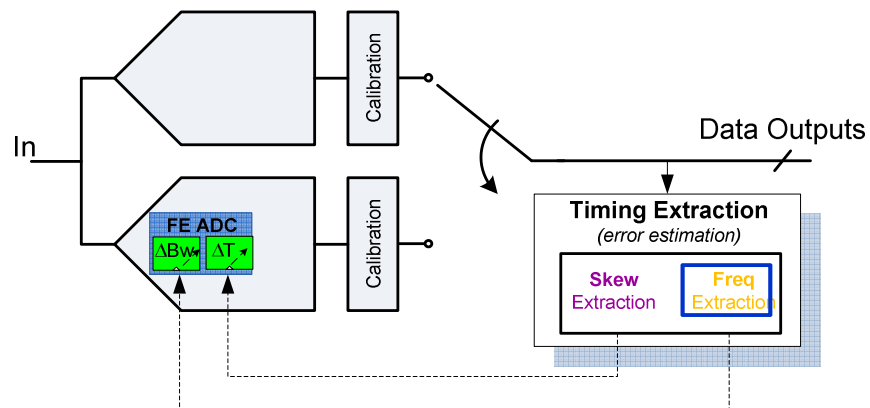 Calibration
In
Data Outputs
Calibration
FE ADC
ΔBw
ΔT
Timing Extraction
(error estimation)
Skew
Extraction
Freq
Extraction